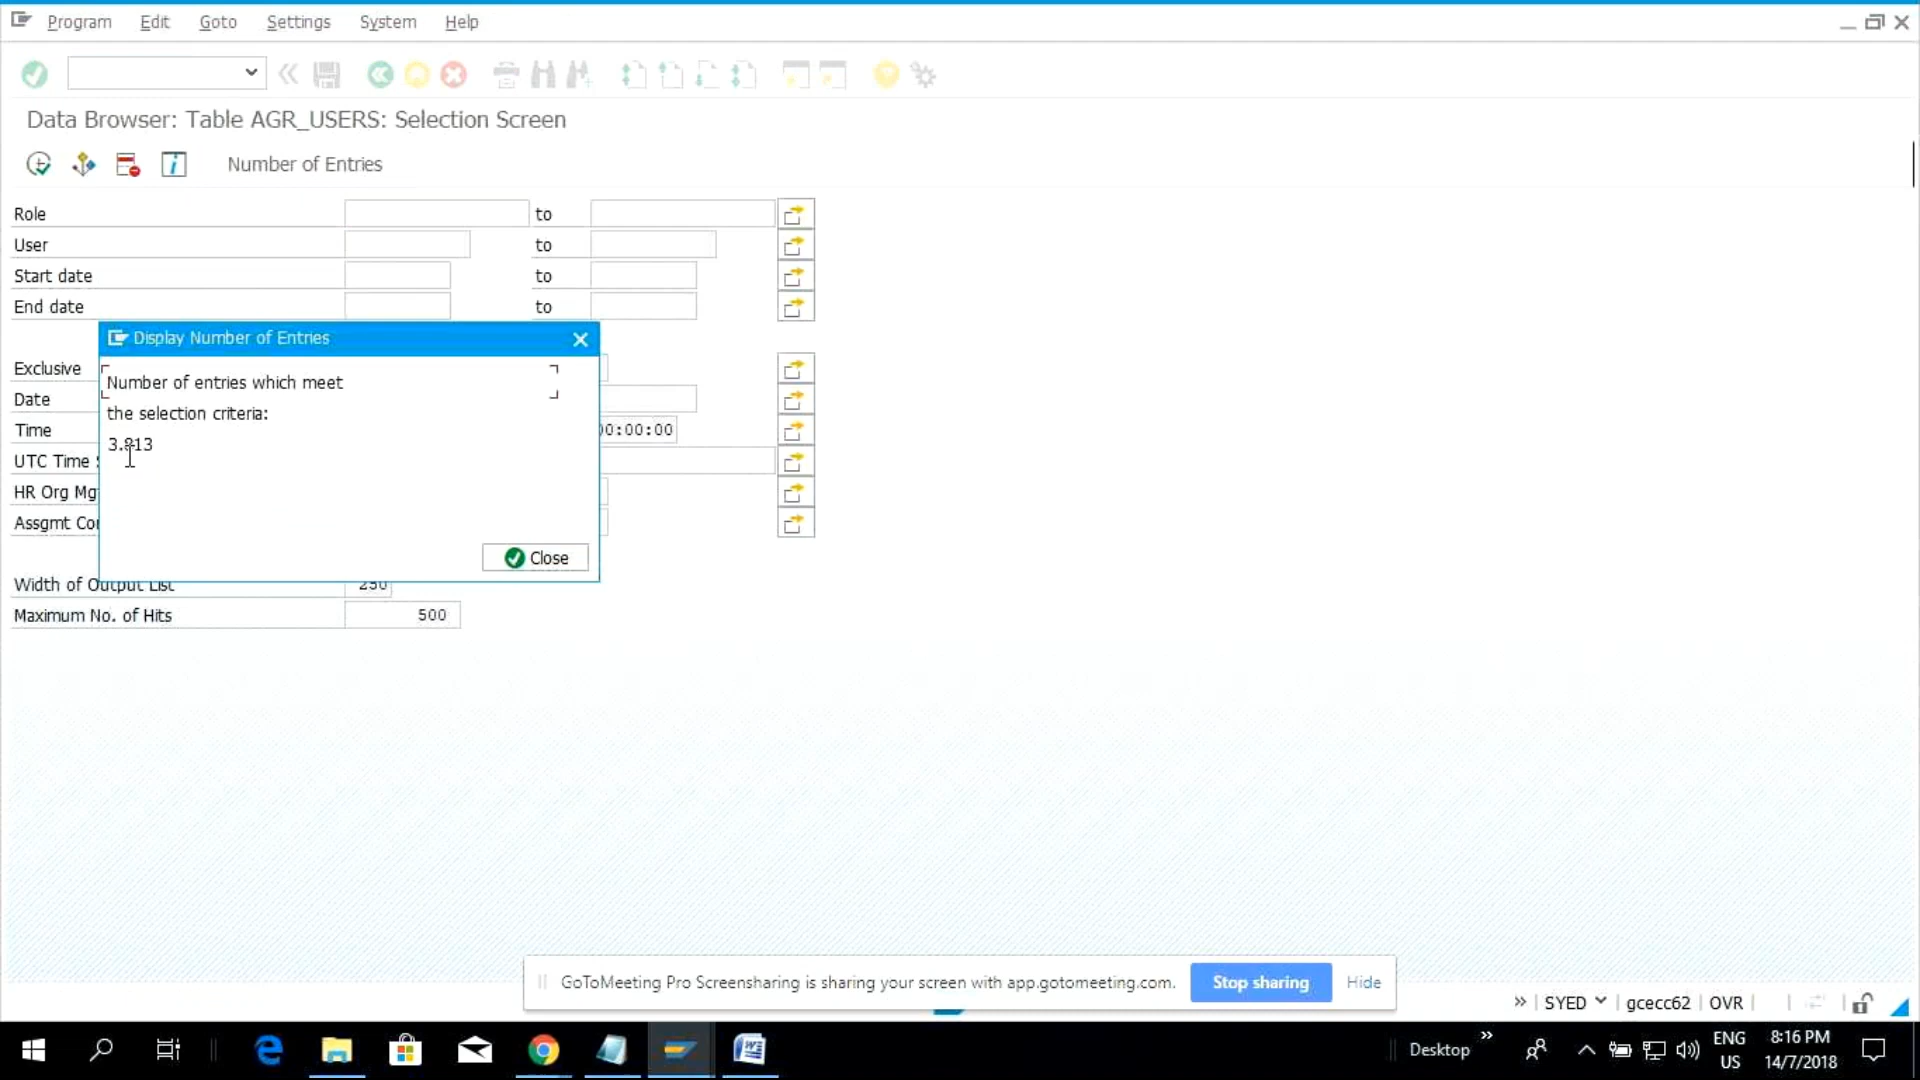 Program Edit Goto Settings System Help
Data Browser: Table AGR_USERS: Selection Screen
Number of Entries
Role to
User to
Start date to
End date to
Display Number of Entries
Exclusive
Number of entries which meet
Date
the selection criteria:
Time 00:00:00
3.813
UTC Time
HR Org Mg
Assgmt Co
Close
Width of Output List 250
Maximum No. of Hits 500
GoToMeeting Pro Screensharing is sharing your screen with app.gotomeeting.com. Stop sharing Hide
SYED gcecc62 OVR
Desktop
ENG
US
8:16 PM
14/7/2018